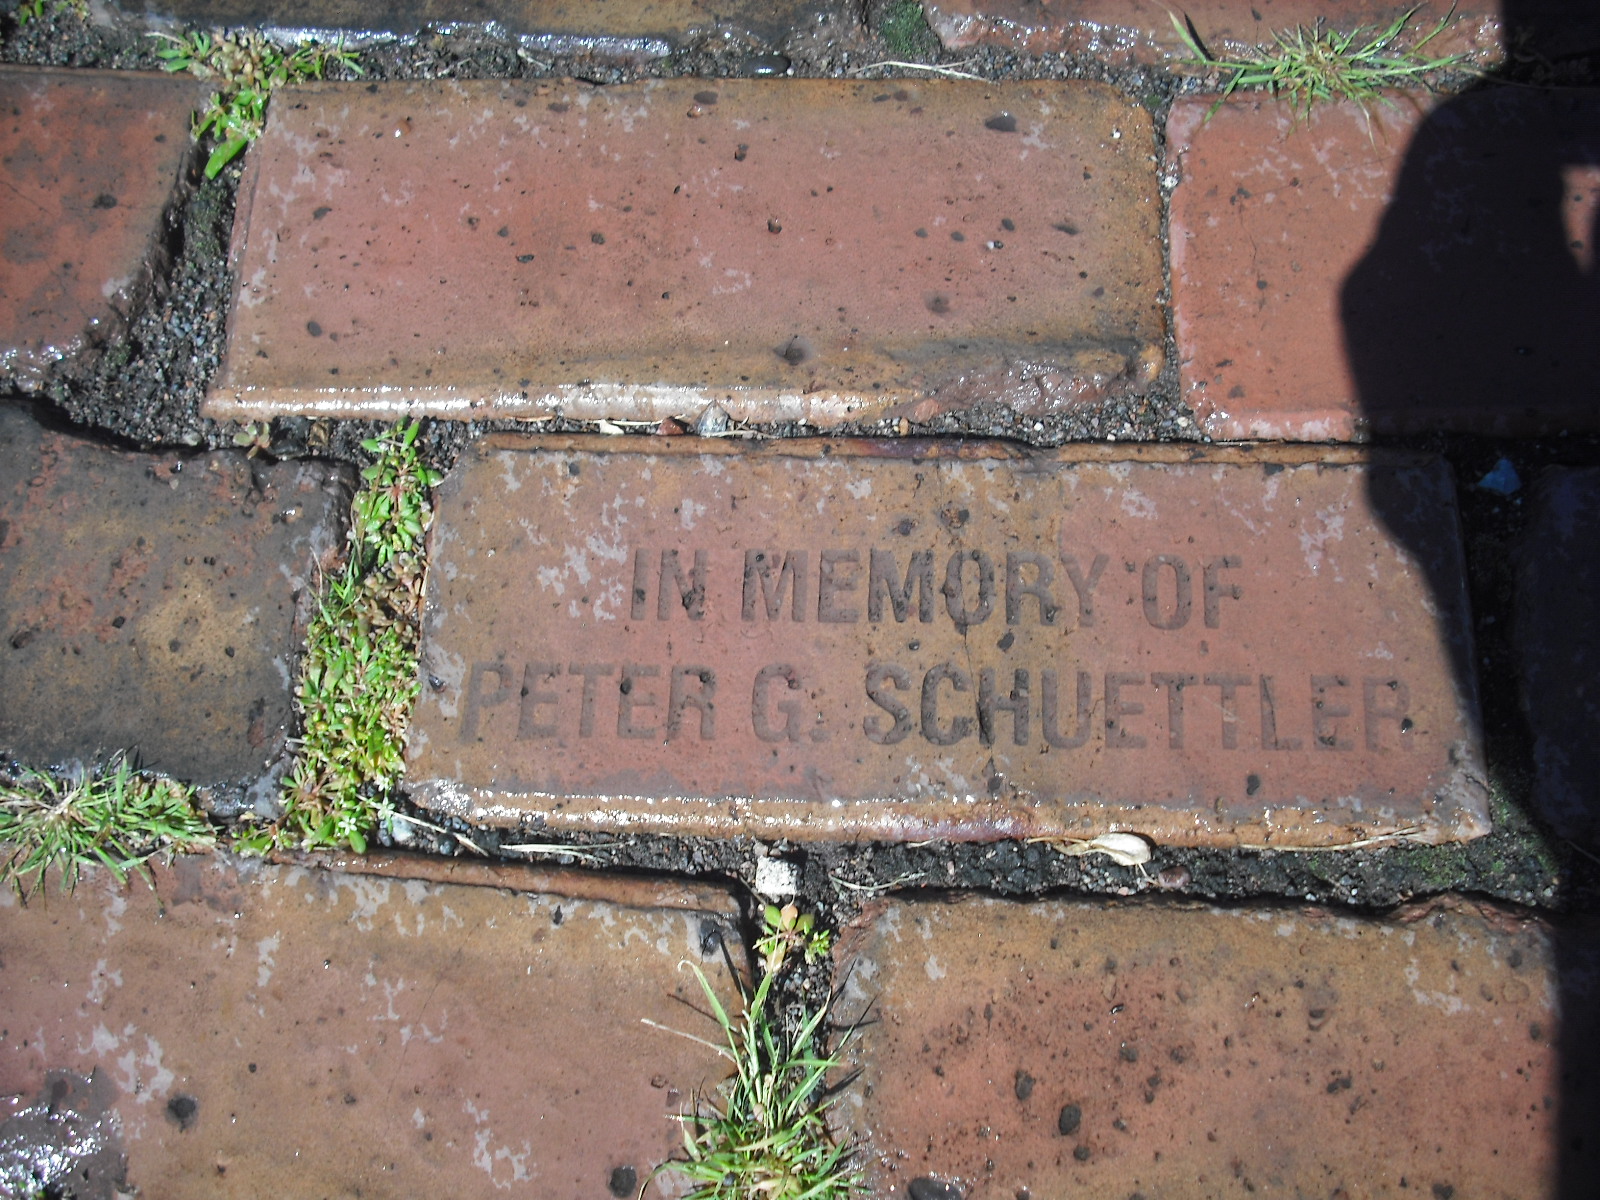 IN MEMORY OF
PETER G. SCHUETTLER